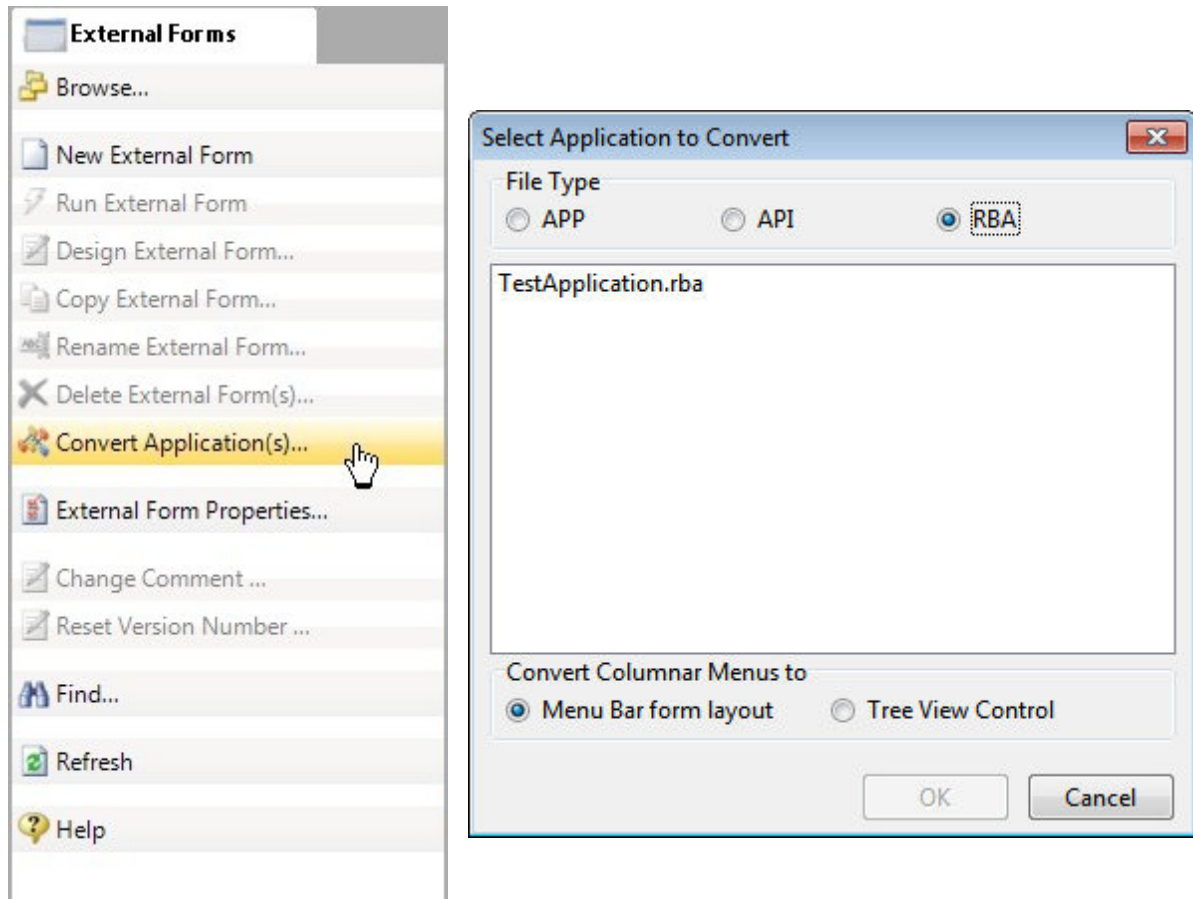 External Forms
Browse...
New External Form
Run External Form
Design External Form...
Copy External Form...
Rename External Form...
Delete External Form(s)...
Convert Application(s)...
External Form Properties...
Change Comment ...
Reset Version Number ...
Find...
Refresh
Help
Select Application to Convert
File Type
APP API RBA
TestApplication.rba
Convert Columnar Menus to
Menu Bar form layout Tree View Control
OK Cancel